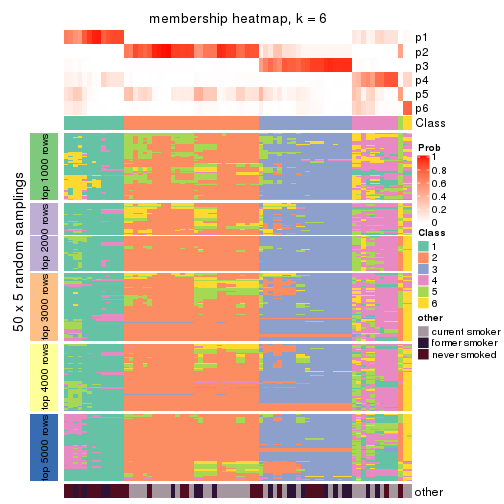 membership heatmap, k = 6
p1
p2
p3
p4
p5
p6
Class
50 x 5 random samplings
top 1000 rows
top 2000 rows
top 3000 rows
top 4000 rows
top 5000 rows
Prob
1
0.8
0.6
0.4
0.2
0
Class
1
2
3
4
5
6
other
current smoker
former smoker
never smoked
other